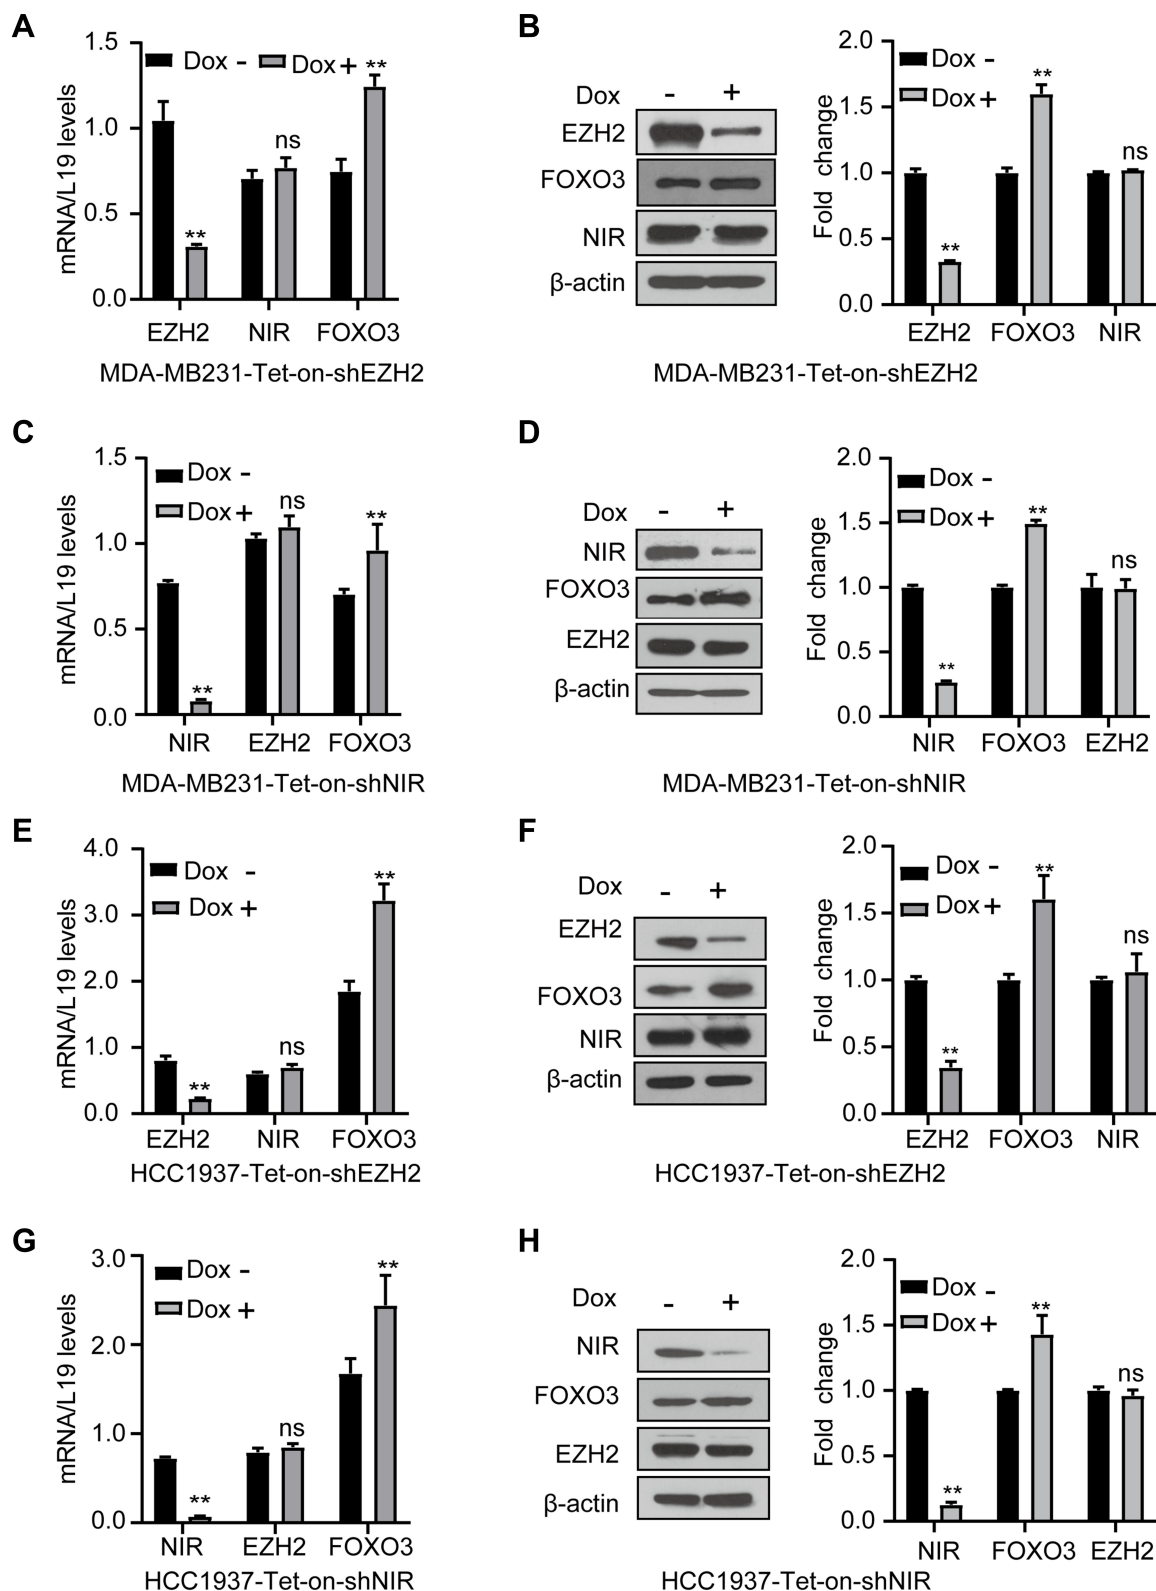 A
1.5
1.0
0.5
0.0
mRNA/L19 levels
Dox - Dox +
**
ns
**
EZH2 NIR FOXO3
MDA-MB231-Tet-on-shEZH2
B
Dox - +
EZH2
FOXO3
NIR
β-actin
2.0
1.5
1.0
0.5
0.0
Fold change
Dox -
Dox +
**
**
ns
EZH2 FOXO3 NIR
MDA-MB231-Tet-on-shEZH2
C
1.5
1.0
0.5
0.0
mRNA/L19 levels
Dox -
Dox +
**
ns
**
NIR EZH2 FOXO3
MDA-MB231-Tet-on-shNIR
D
Dox - +
NIR
FOXO3
EZH2
β-actin
2.0
1.5
1.0
0.5
0.0
Fold change
Dox -
Dox +
**
**
ns
NIR FOXO3 EZH2
MDA-MB231-Tet-on-shNIR
E
4.0
3.0
2.0
1.0
0.0
mRNA/L19 levels
Dox -
Dox +
**
ns
**
EZH2 NIR FOXO3
HCC1937-Tet-on-shEZH2
F
Dox - +
EZH2
FOXO3
NIR
β-actin
2.0
1.5
1.0
0.5
0.0
Fold change
Dox -
Dox +
**
**
ns
EZH2 FOXO3 NIR
HCC1937-Tet-on-shEZH2
G
3.0
2.0
1.0
0.0
mRNA/L19 levels
Dox -
Dox +
**
ns
**
NIR EZH2 FOXO3
HCC1937-Tet-on-shNIR
H
Dox - +
NIR
FOXO3
EZH2
β-actin
2.0
1.5
1.0
0.5
0.0
Fold change
Dox -
Dox +
**
**
ns
NIR FOXO3 EZH2
HCC1937-Tet-on-shNIR